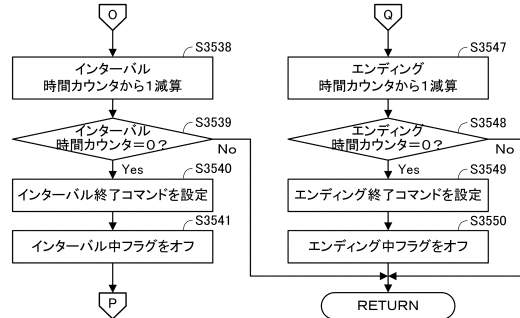 O
S3538
インターバル
時間カウンタから1減算
S3539
インターバル
時間カウンタ=0?
No
Yes
S3540
インターバル終了コマンドを設定
S3541
インターバル中フラグをオフ
P
Q
S3547
エンディング
時間カウンタから1減算
S3548
エンディング
時間カウンタ=0?
No
Yes
S3549
エンディング終了コマンドを設定
S3550
エンディング中フラグをオフ
RETURN